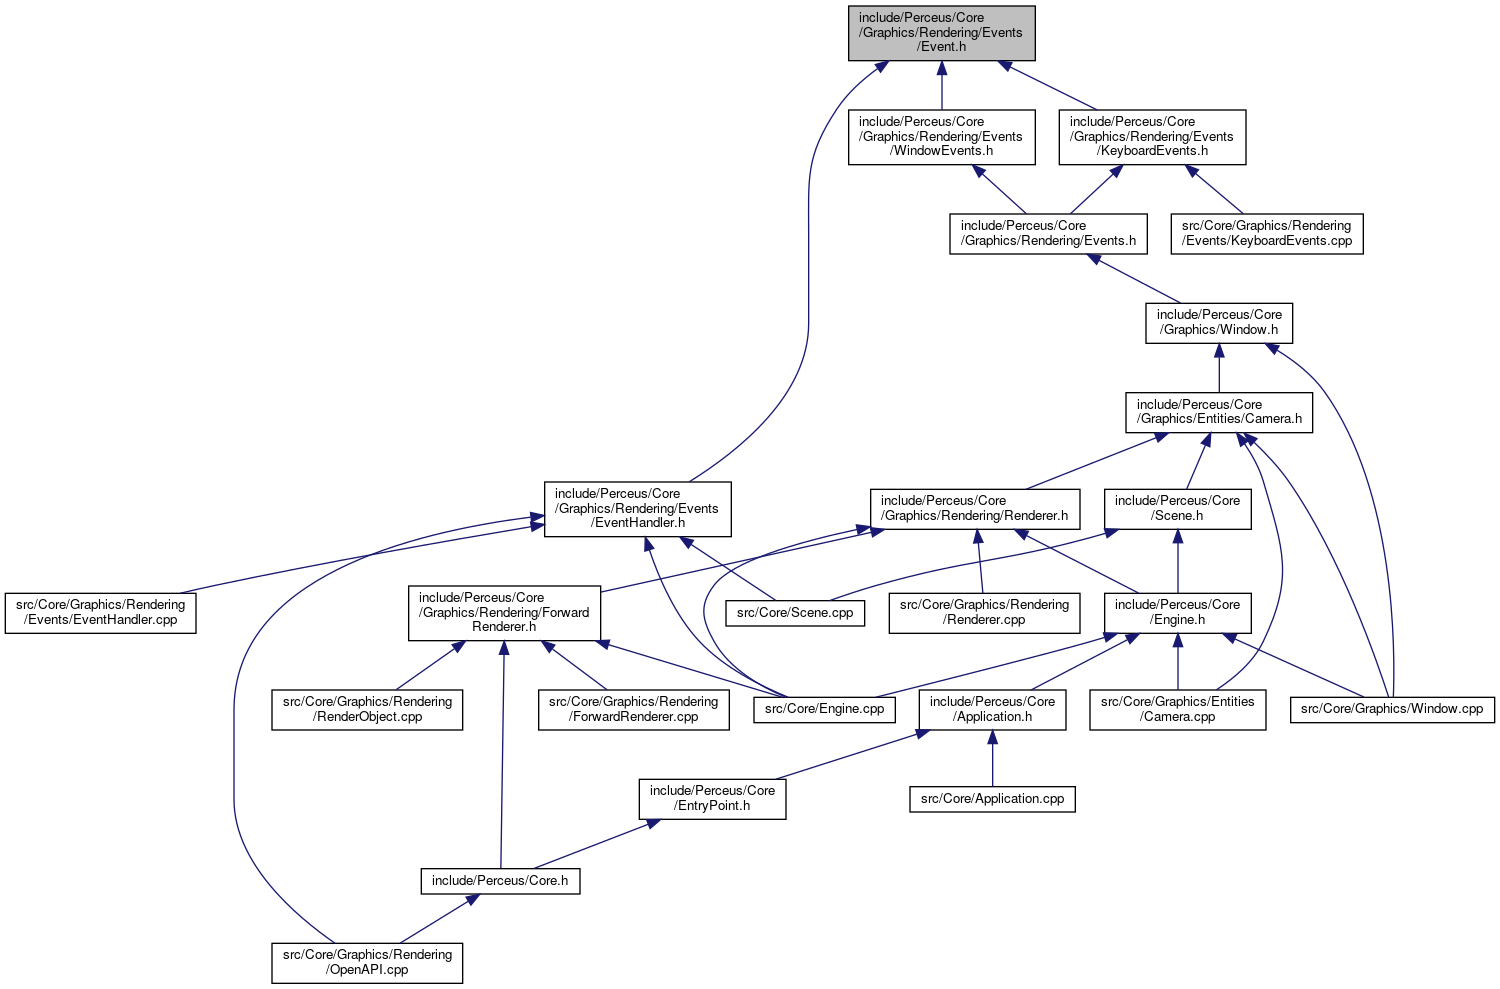 include/Perceus/Core
/Graphics/Rendering/Events
/Event.h
include/Perceus/Core
/Graphics/Rendering/Events
/WindowEvents.h
include/Perceus/Core
/Graphics/Rendering/Events
/KeyboardEvents.h
include/Perceus/Core
/Graphics/Rendering/Events.h
src/Core/Graphics/Rendering
/Events/KeyboardEvents.cpp
include/Perceus/Core
/Graphics/Window.h
include/Perceus/Core
/Graphics/Entities/Camera.h
include/Perceus/Core
/Graphics/Rendering/Events
/EventHandler.h
include/Perceus/Core
/Graphics/Rendering/Renderer.h
include/Perceus/Core
/Scene.h
src/Core/Graphics/Rendering
/Events/EventHandler.cpp
include/Perceus/Core
/Graphics/Rendering/Forward
Renderer.h
src/Core/Scene.cpp
src/Core/Graphics/Rendering
/Renderer.cpp
include/Perceus/Core
/Engine.h
src/Core/Graphics/Rendering
/RenderObject.cpp
src/Core/Graphics/Rendering
/ForwardRenderer.cpp
src/Core/Engine.cpp
include/Perceus/Core
/Application.h
src/Core/Graphics/Entities
/Camera.cpp
src/Core/Graphics/Window.cpp
include/Perceus/Core
/EntryPoint.h
src/Core/Application.cpp
include/Perceus/Core.h
src/Core/Graphics/Rendering
/OpenAPI.cpp